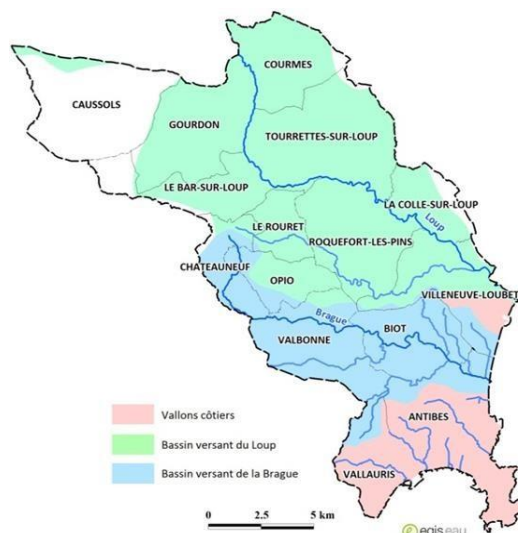 COURMES
CAUSSOLS
GOURDON
TOURRETTES-SUR-LOUP
LE BAR-SUR-LOUP
LA COLLE-SUR-LOUP
Loup
LE ROURET
ROQUEFORT-LES-PINS
CHATEAUNEUF
OPIO
VILLENEUVE-LOUBET
Brague
BIOT
VALBONNE
Vallons côtiers
ANTIBES
Bassin versant du Loup
Bassin versant de la Brague
VALLAURIS
0 2.5 5 km
egis eau